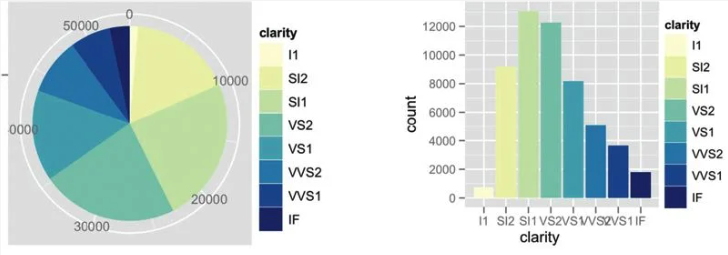 0
50000
10000
0000
20000
30000
clarity
I1
SI2
SI1
VS2
VS1
VVS2
VVS1
IF
12000
10000
8000
6000
4000
2000
0
count
I1 SI2 SI1 VS2 VS1 VVS2 VVS1 IF
clarity
clarity
I1
SI2
SI1
VS2
VS1
VVS2
VVS1
IF